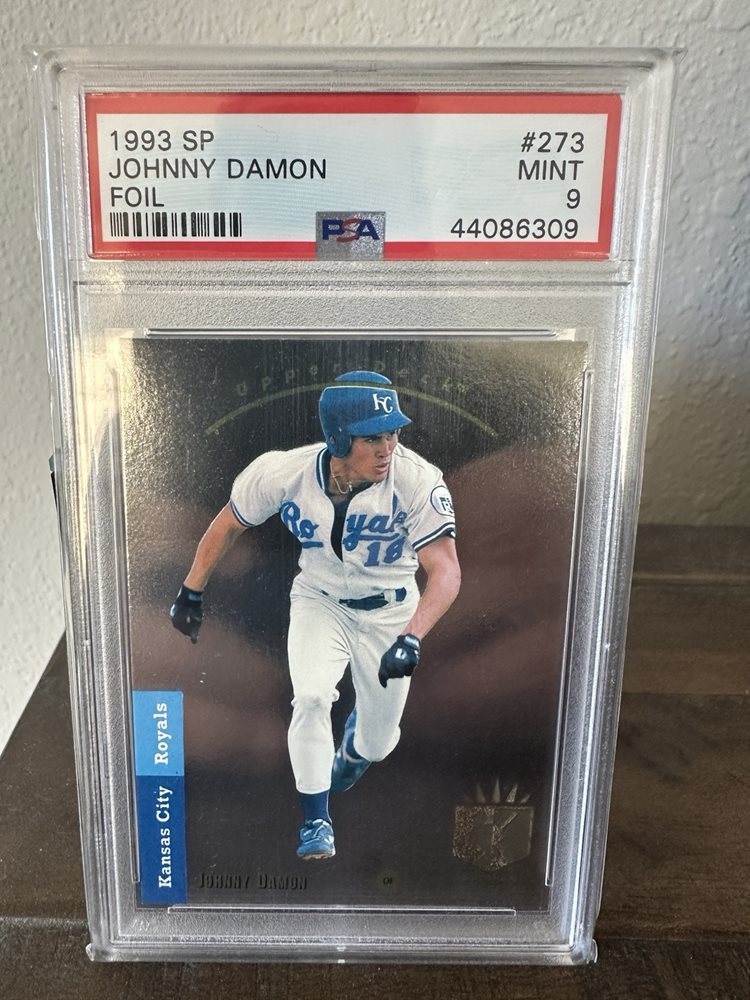 1993 SP
#273
JOHNNY DAMON
MINT
FOIL
9
PSA
44086309
Upper Deck
KC
Royals
18
Kansas City Royals
JOHNNY DAMON
OF